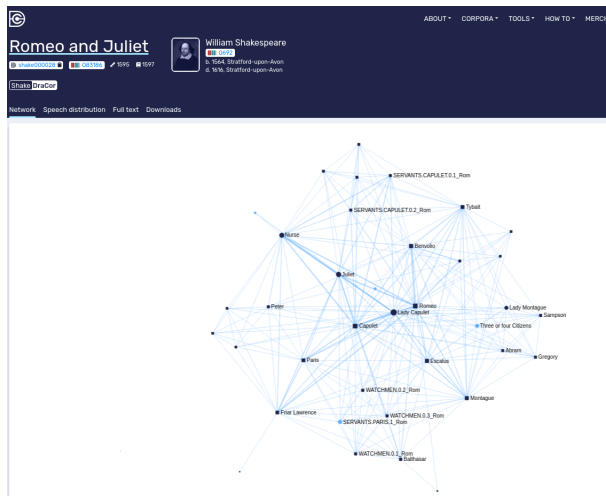 ABOUT CORPORA TOOLS HOW TO MERCH
Romeo and Juliet
shake000028 Q83186 1595 1597
William Shakespeare
Q692
b. 1564, Stratford-upon-Avon
d. 1616, Stratford-upon-Avon
Shake DraCor
Network Speech distribution Full text Downloads
SERVANTS.CAPULET.0.1_Rom
Tybalt
SERVANTS.CAPULET.0.2_Rom
Nurse
Benvolio
Juliet
Peter
Romeo
Lady Montague
Lady Capulet
Sampson
Capulet
Three or four Citizens
Abram
Gregory
Paris
Escalus
WATCHMEN.0.2_Rom
Montague
Friar Lawrence
WATCHMEN.0.3_Rom
SERVANTS.PARIS.1_Rom
WATCHMEN.0.1_Rom
Balthasar